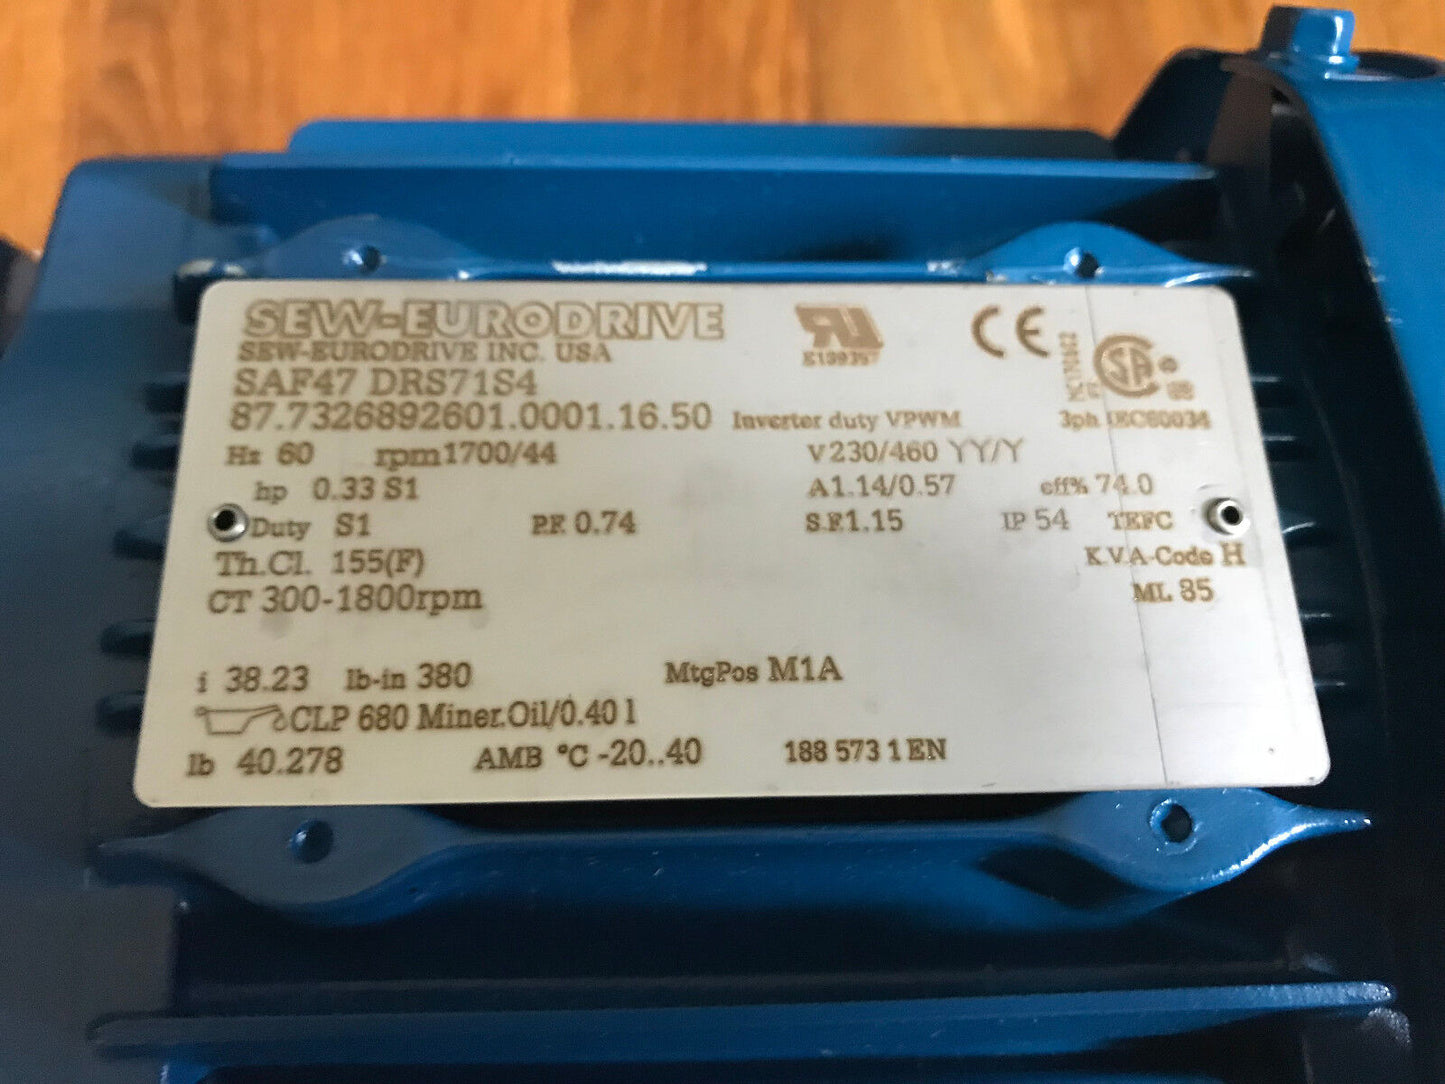 SEW-EURODRIVE
SEW-EURODRIVE INC. USA
SAF47 DRS71S4
87.7326892601.0001.16.50 Inverter duty VPWM 3ph IEC60034
Hz 60 rpm 1700/44 V 230/460 YY/Y
hp 0.33 S1 A 1.14/0.57 eff% 74.0
Duty S1 P.F. 0.74 S.F. 1.15 IP 54 TEFC
Th.Cl. 155(F) K.V.A-Code H
CT 300-1800rpm ML 85
i 38.23 lb-in 380 MtgPos M1A
CLP 680 Miner.Oil/0.40 l
lb 40.278 AMB °C -20..40 188 573 1 EN
CE